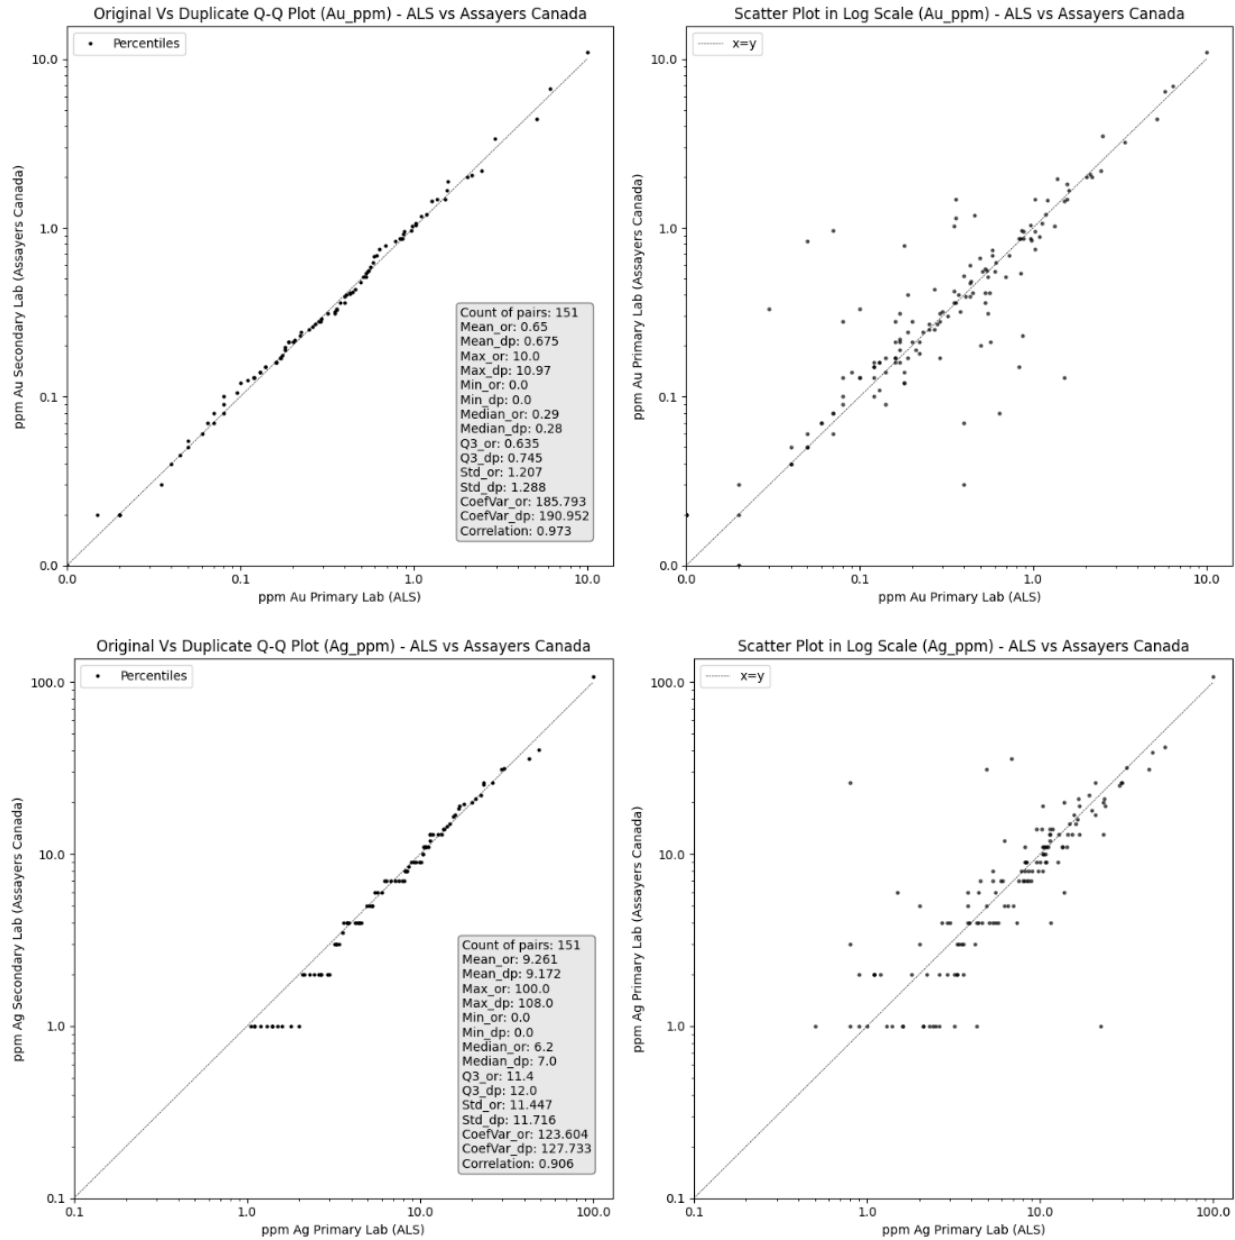 Original Vs Duplicate Q-Q Plot (Au_ppm) - ALS vs Assayers Canada
Percentiles
10.0
1.0
0.1
0.0
ppm Au Secondary Lab (Assayers Canada)
Count of pairs: 151
Mean_or: 0.65
Mean_dp: 0.675
Max_or: 10.0
Max_dp: 10.97
Min_or: 0.0
Min_dp: 0.0
Median_or: 0.29
Median_dp: 0.28
Q3_or: 0.635
Q3_dp: 0.745
Std_or: 1.207
Std_dp: 1.288
CoefVar_or: 185.793
CoefVar_dp: 190.952
Correlation: 0.973
0.0 0.1 1.0 10.0
ppm Au Primary Lab (ALS)
Scatter Plot in Log Scale (Au_ppm) - ALS vs Assayers Canada
x=y
10.0
1.0
0.1
0.0
ppm Au Primary Lab (Assayers Canada)
0.0 0.1 1.0 10.0
ppm Au Primary Lab (ALS)
Original Vs Duplicate Q-Q Plot (Ag_ppm) - ALS vs Assayers Canada
Percentiles
100.0
10.0
1.0
0.1
ppm Ag Secondary Lab (Assayers Canada)
Count of pairs: 151
Mean_or: 9.261
Mean_dp: 9.172
Max_or: 100.0
Max_dp: 108.0
Min_or: 0.0
Min_dp: 0.0
Median_or: 6.2
Median_dp: 7.0
Q3_or: 11.4
Q3_dp: 12.0
Std_or: 11.447
Std_dp: 11.716
CoefVar_or: 123.604
CoefVar_dp: 127.733
Correlation: 0.906
0.1 1.0 10.0 100.0
ppm Ag Primary Lab (ALS)
Scatter Plot in Log Scale (Ag_ppm) - ALS vs Assayers Canada
x=y
100.0
10.0
1.0
0.1
ppm Ag Primary Lab (Assayers Canada)
0.1 1.0 10.0 100.0
ppm Ag Primary Lab (ALS)